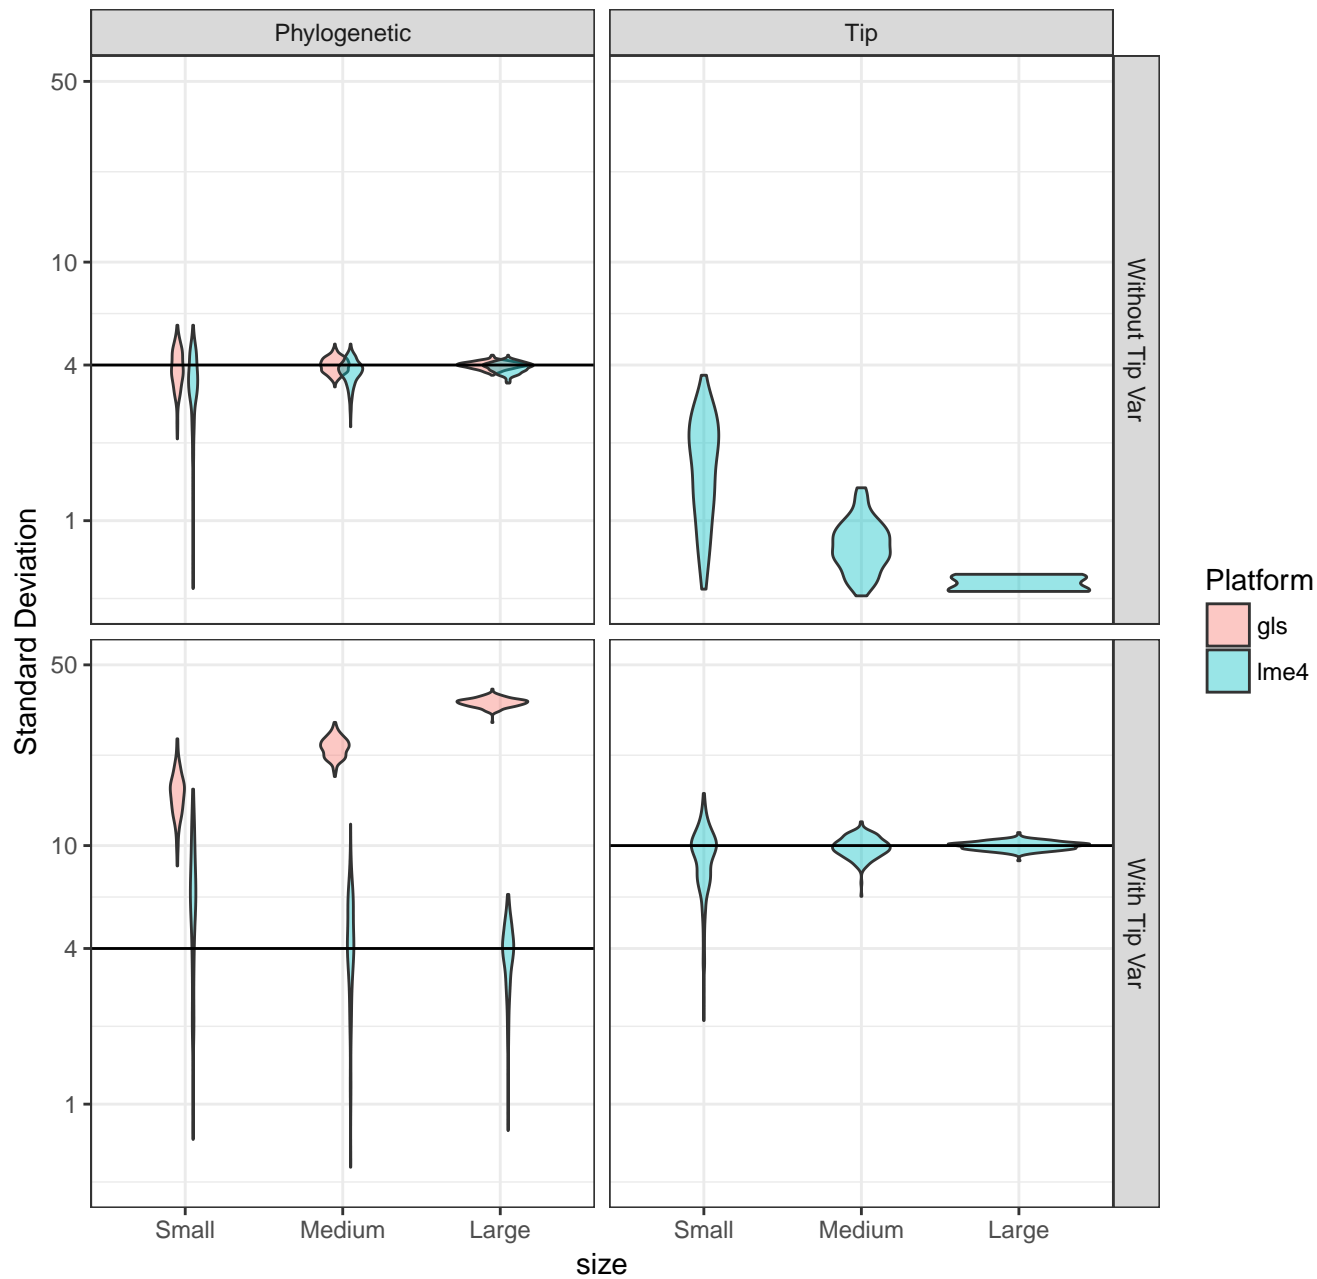 Phylogenetic
Tip
50
10
4
1
Without Tip Var
50
10
4
1
With Tip Var
Standard Deviation
Small
Medium
Large
Small
Medium
Large
size
Platform
gls
lme4